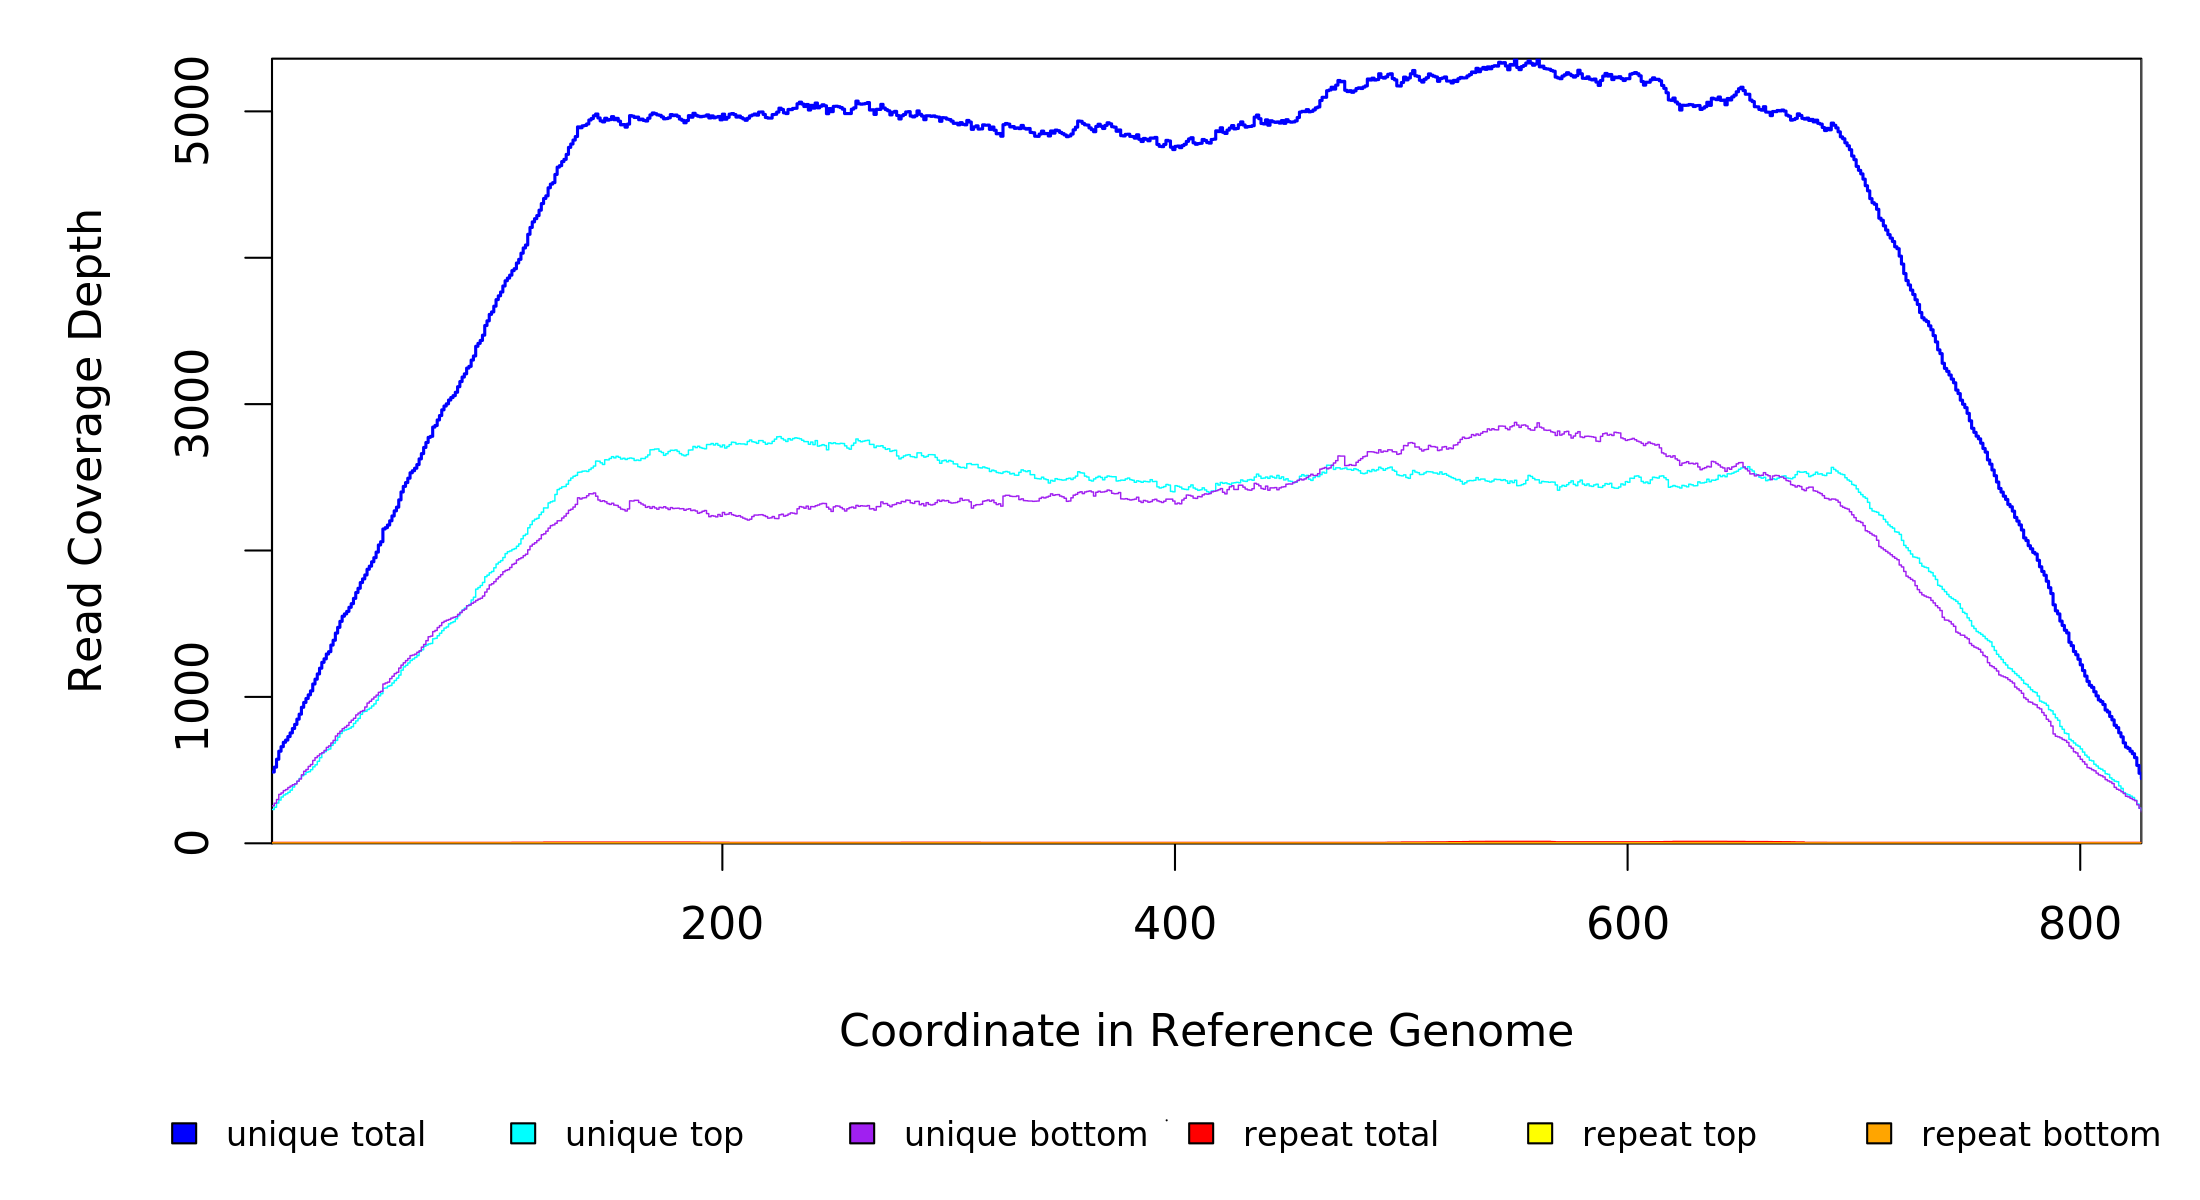 Read Coverage Depth
5000
3000
1000
0
200 400 600 800
Coordinate in Reference Genome
unique total unique top unique bottom repeat total repeat top repeat bottom